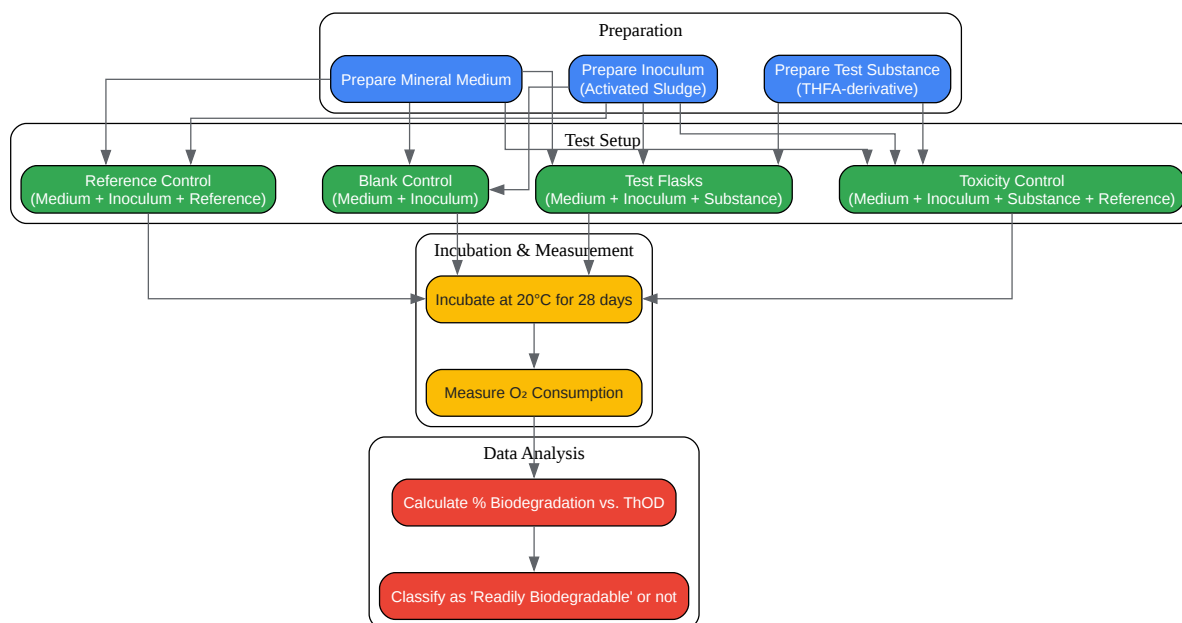 Preparation
Prepare Mineral Medium
Prepare Inoculum
(Activated Sludge)
Prepare Test Substance
(THFA-derivative)
Test Setup
Reference Control
(Medium + Inoculum + Reference)
Blank Control
(Medium + Inoculum)
Test Flasks
(Medium + Inoculum + Substance)
Toxicity Control
(Medium + Inoculum + Substance + Reference)
Incubation & Measurement
Incubate at 20°C for 28 days
Measure O₂ Consumption
Data Analysis
Calculate % Biodegradation vs. ThOD
Classify as 'Readily Biodegradable' or not